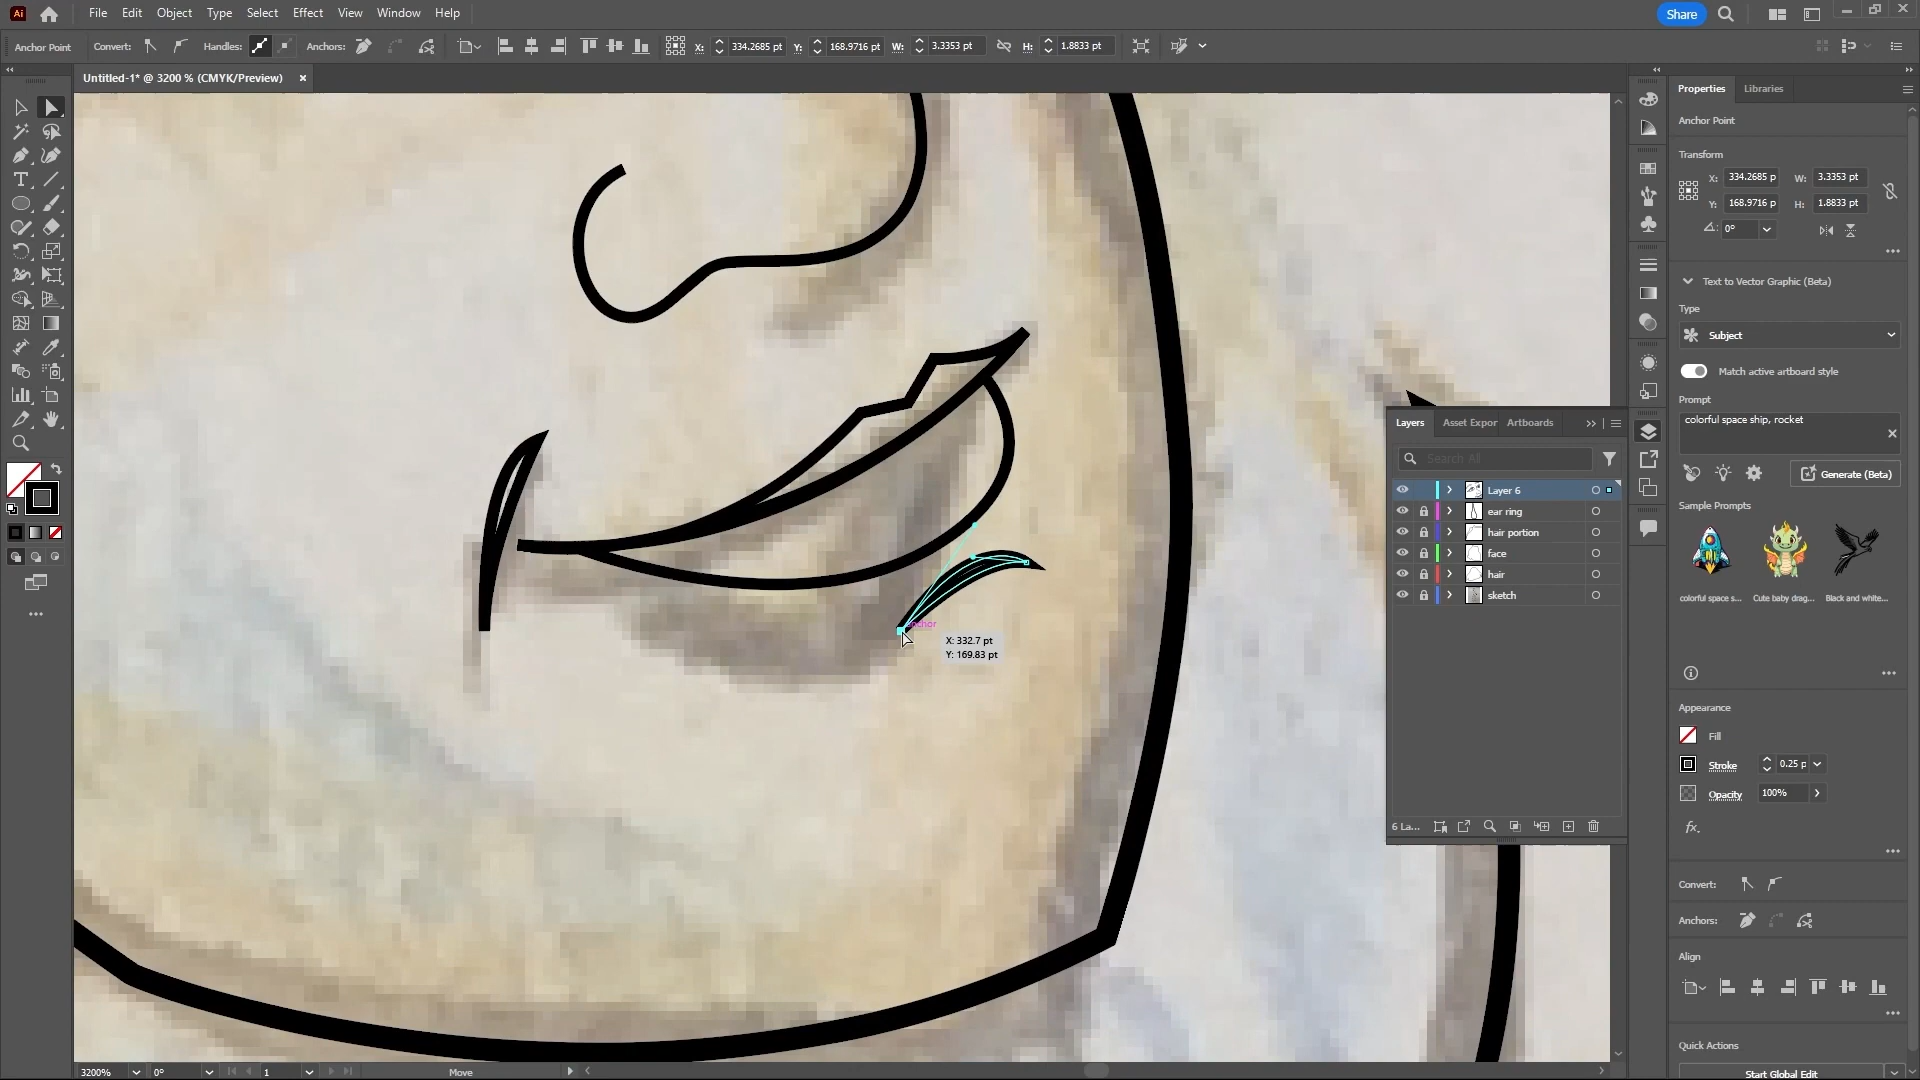 Ai File Edit Object Type Select Effect View Window Help Share
Anchor Point Convert: Handles: Anchors: X: 334.2685 pt Y: 168.9716 pt W: 3.3353 pt H: 1.8833 pt
Untitled-1* @ 3200 % (CMYK/Preview) ×
Properties Libraries
Anchor Point
Transform
X: 334.2685 p W: 3.3353 pt
Y: 168.9716 p H: 1.8833 pt
0°
Text to Vector Graphic (Beta)
Type
Subject
Match active artboard style
Prompt
colorful space ship, rocket
Generate (Beta)
Sample Prompts
colorful space s... Cute baby drag... Black and white...
Appearance
Fill
Stroke 0.25 p
Opacity 100%
fx.
Convert:
Anchors:
Align
Quick Actions
Start Global Edit
Layers Asset Expor Artboards
Search All
Layer 6
ear ring
hair portion
face
hair
sketch
6 La...
X: 332.7 pt
Y: 169.83 pt
3200% 0° 1 Move